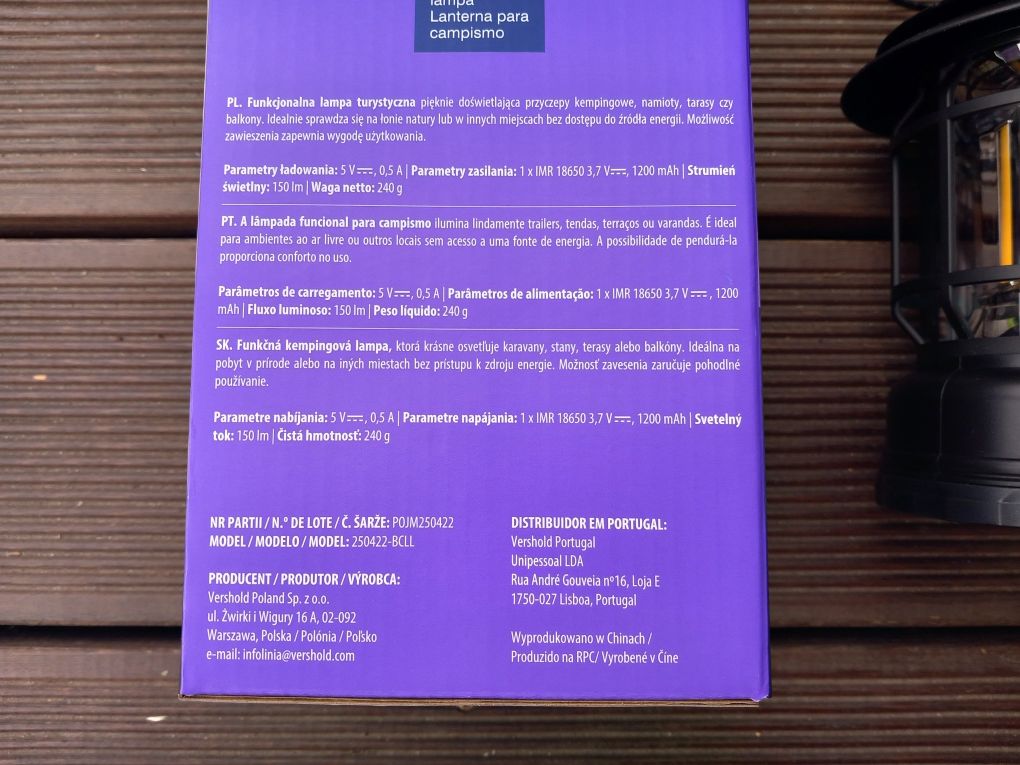 lampa
Lanterna para
campismo
PL. Funkcjonalna lampa turystyczna pięknie doświetlająca przyczepy kempingowe, namioty, tarasy czy
balkony. Idealnie sprawdza się na łonie natury lub w innych miejscach bez dostępu do źródła energii. Możliwość
zawieszenia zapewnia wygodę użytkowania.
Parametry ładowania: 5 V⎓, 0,5 A | Parametry zasilania: 1 x IMR 18650 3,7 V⎓, 1200 mAh | Strumień
świetlny: 150 lm | Waga netto: 240 g
PT. A lâmpada funcional para campismo ilumina lindamente trailers, tendas, terraços ou varandas. É ideal
para ambientes ao ar livre ou outros locais sem acesso a uma fonte de energia. A possibilidade de pendurá-la
proporciona conforto no uso.
Parâmetros de carregamento: 5 V⎓, 0,5 A | Parâmetros de alimentação: 1 x IMR 18650 3,7 V ⎓, 1200
mAh | Fluxo luminoso: 150 lm | Peso líquido: 240 g
SK. Funkčná kempingová lampa, ktorá krásne osvetľuje karavany, stany, terasy alebo balkóny. Ideálna na
pobyt v prírode alebo na iných miestach bez prístupu k zdroju energie. Možnosť zavesenia zaručuje pohodlné
používanie.
Parametre nabíjania: 5 V⎓, 0,5 A | Parametre napájania: 1 x IMR 18650 3,7 V⎓, 1200 mAh | Svetelný
tok: 150 lm | Čistá hmotnosť: 240 g
NR PARTII / N.º DE LOTE / Č. ŠARŽE: POJM250422
MODEL / MODELO / MODEL: 250422-BCLL
PRODUCENT / PRODUTOR / VÝROBCA:
Vershold Poland Sp. z o.o.
ul. Żwirki i Wigury 16 A, 02-092
Warszawa, Polska / Polónia / Poľsko
e-mail: infolinia@vershold.com
DISTRIBUIDOR EM PORTUGAL:
Vershold Portugal
Unipessoal LDA
Rua André Gouveia nº16, Loja E
1750-027 Lisboa, Portugal
Wyprodukowano w Chinach /
Produzido na RPC/ Vyrobené v Číne